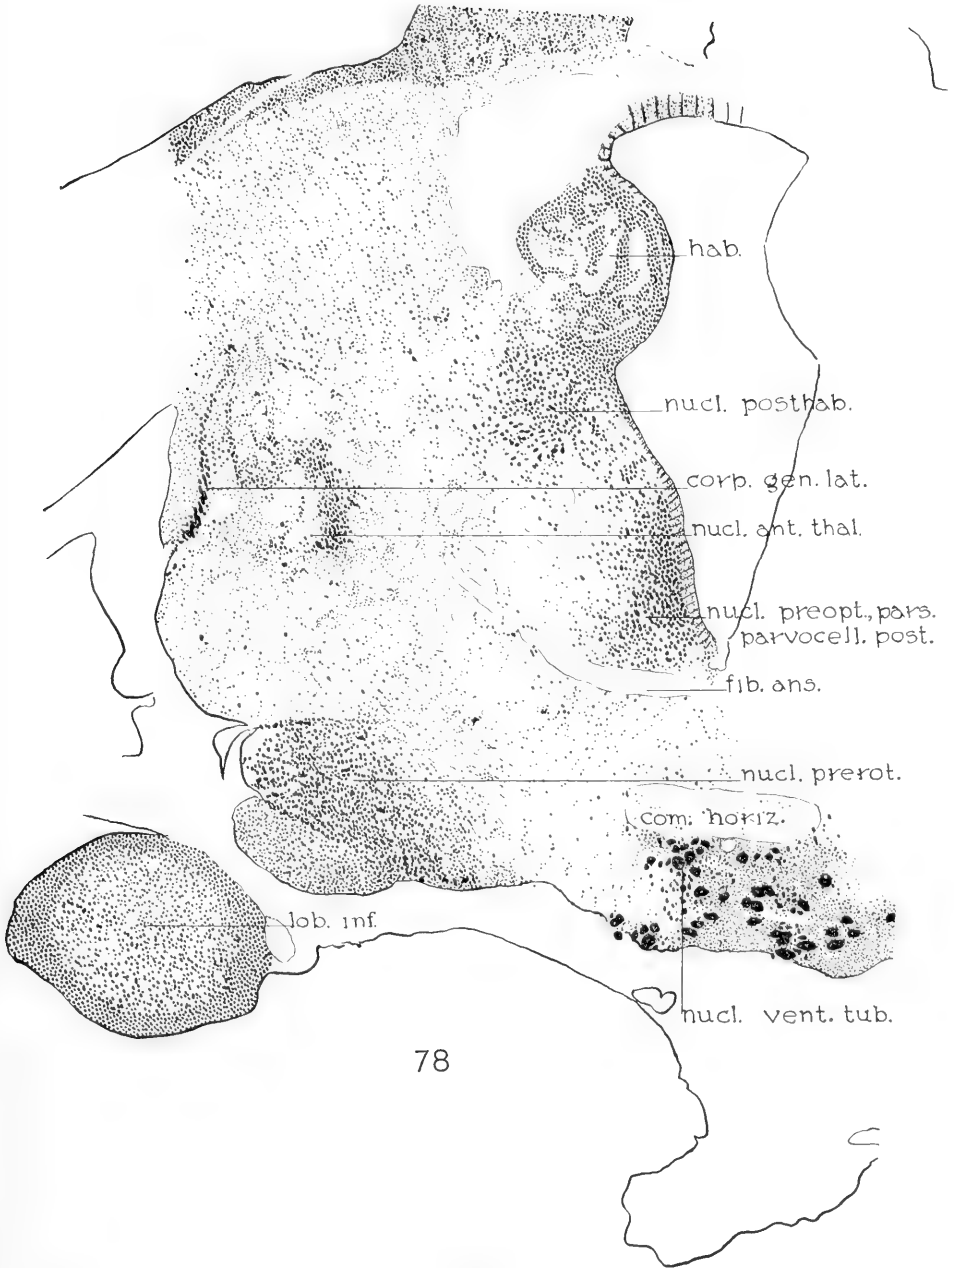 hab.
nucl. posthab.
corp. gen. lat.
nucl. ant. thal.
nucl. preopt., pars.
parvocell. post.
fib. ans.
nucl. prerot.
com. horiz.
lob. inf.
nucl. vent. tub.
78